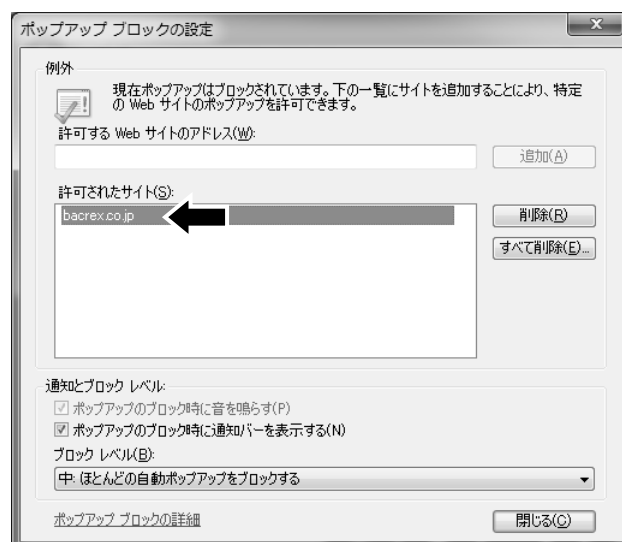 ポップアップ ブロックの設定
x
例外
現在ポップアップはブロックされています。下の一覧にサイトを追加することにより、特定
の Web サイトのポップアップを許可できます。
許可する Web サイトのアドレス(W):
追加(A)
許可されたサイト(S):
bacrex.co.jp
削除(R)
すべて削除(E)...
通知とブロック レベル:
ポップアップのブロック時に音を鳴らす(P)
ポップアップのブロック時に通知バーを表示する(N)
ブロック レベル(B):
中: ほとんどの自動ポップアップをブロックする
ポップアップ ブロックの詳細
閉じる(C)